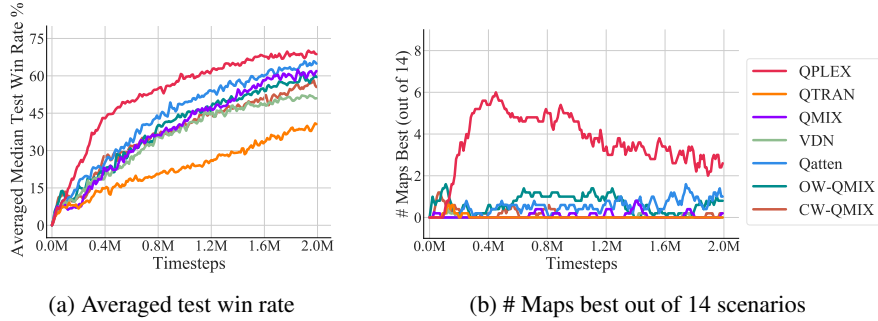 Averaged Median Test Win Rate %
75
60
45
30
15
0
0.0M 0.4M 0.8M 1.2M 1.6M 2.0M
Timesteps
(a) Averaged test win rate
# Maps Best (out of 14)
8
6
4
2
0
0.0M 0.4M 0.8M 1.2M 1.6M 2.0M
Timesteps
(b) # Maps best out of 14 scenarios
QPLEX
QTRAN
QMIX
VDN
Qatten
OW-QMIX
CW-QMIX